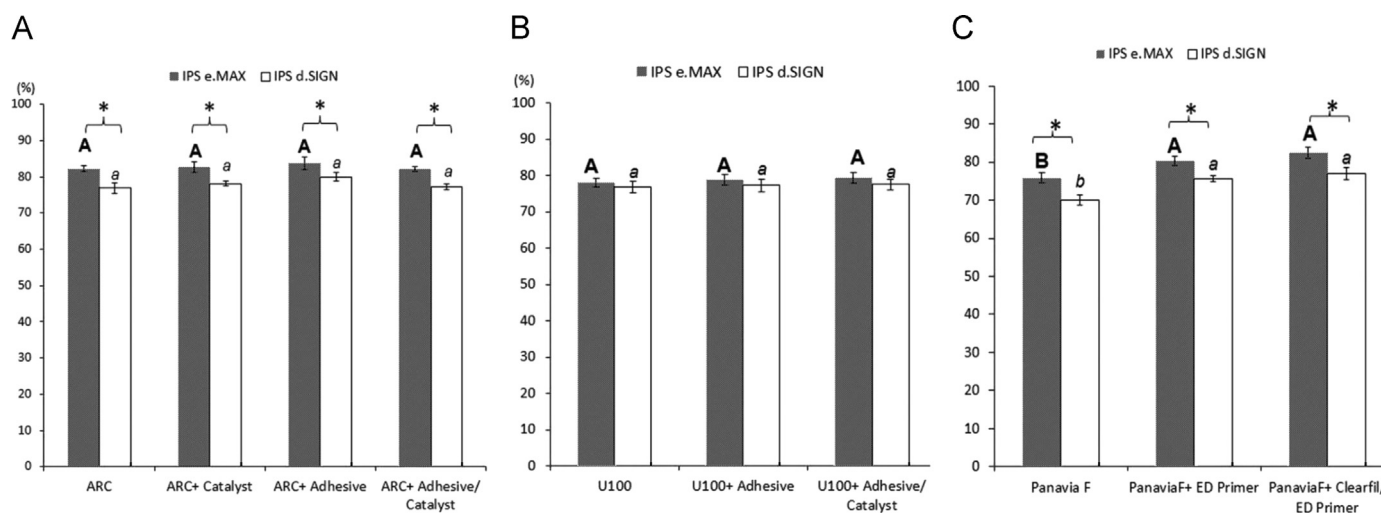 A
IPS e.MAX IPS d.SIGN
(%)
100
90
80
70
60
50
40
30
20
10
0
* * * *
A a A a A a A a
ARC ARC+ Catalyst ARC+ Adhesive ARC+ Adhesive/
Catalyst
B
IPS e.MAX IPS d.SIGN
(%)
100
90
80
70
60
50
40
30
20
10
0
A a A a A a
U100 U100+ Adhesive U100+ Adhesive/
Catalyst
C
IPS e.MAX IPS d.SIGN
100
90
80
70
60
50
40
30
20
10
0
* * *
B b A a A a
Panavia F PanaviaF+ ED Primer PanaviaF+ Clearfil/
ED Primer